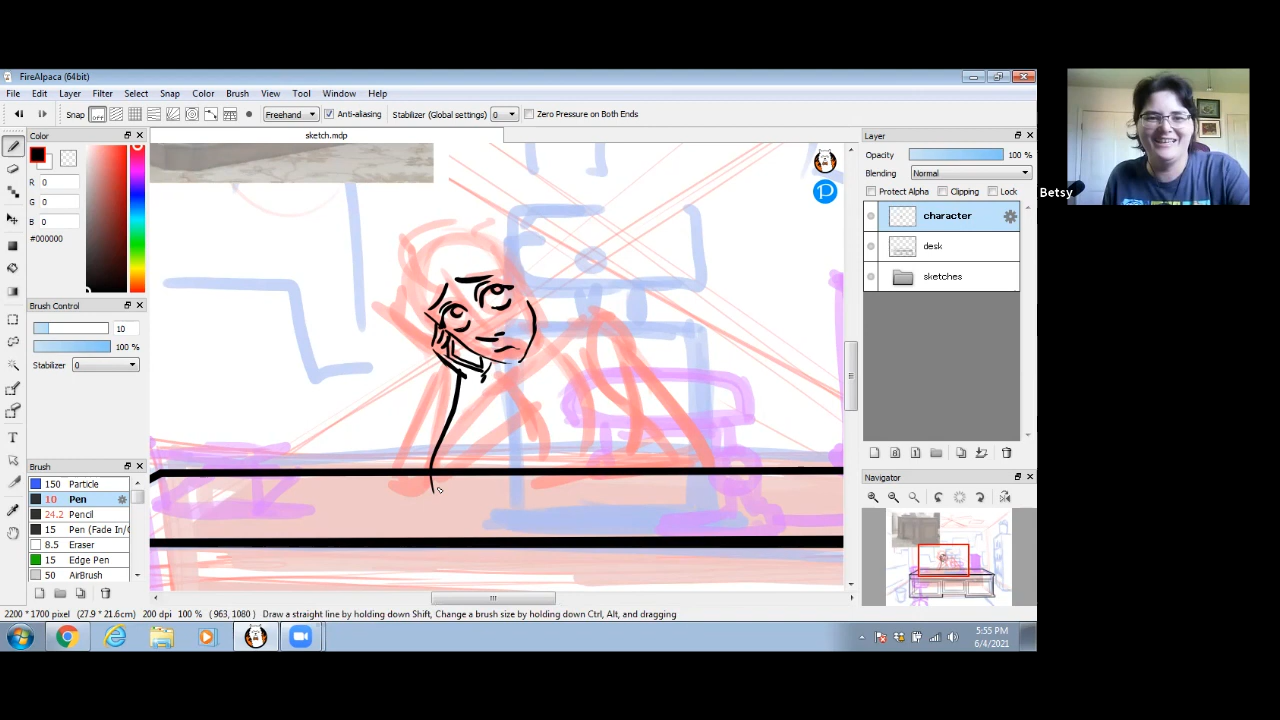 FireAlpaca (64bit)
File Edit Layer Filter Select Snap Color Brush View Tool Window Help
Snap OFF Freehand Anti-aliasing Stabilizer (Global settings) 0 Zero Pressure on Both Ends
Color
sketch.mdp
Layer
Opacity 100 %
Blending Normal
R 0
Protect Alpha Clipping Lock
Betsy
G 0
character
B 0
#000000
desk
sketches
Brush Control
10
100 %
Stabilizer 0
Brush
150 Particle
10 Pen
24.2 Pencil
15 Pen (Fade In/O
8.5 Eraser
15 Edge Pen
50 AirBrush
Navigator
2200 * 1700 pixel (27.9 * 21.6cm) 200 dpi 100 % ( 963, 1080 ) Draw a straight line by holding down Shift, Change a brush size by holding down Ctrl, Alt, and dragging
5:55 PM
6/4/2021